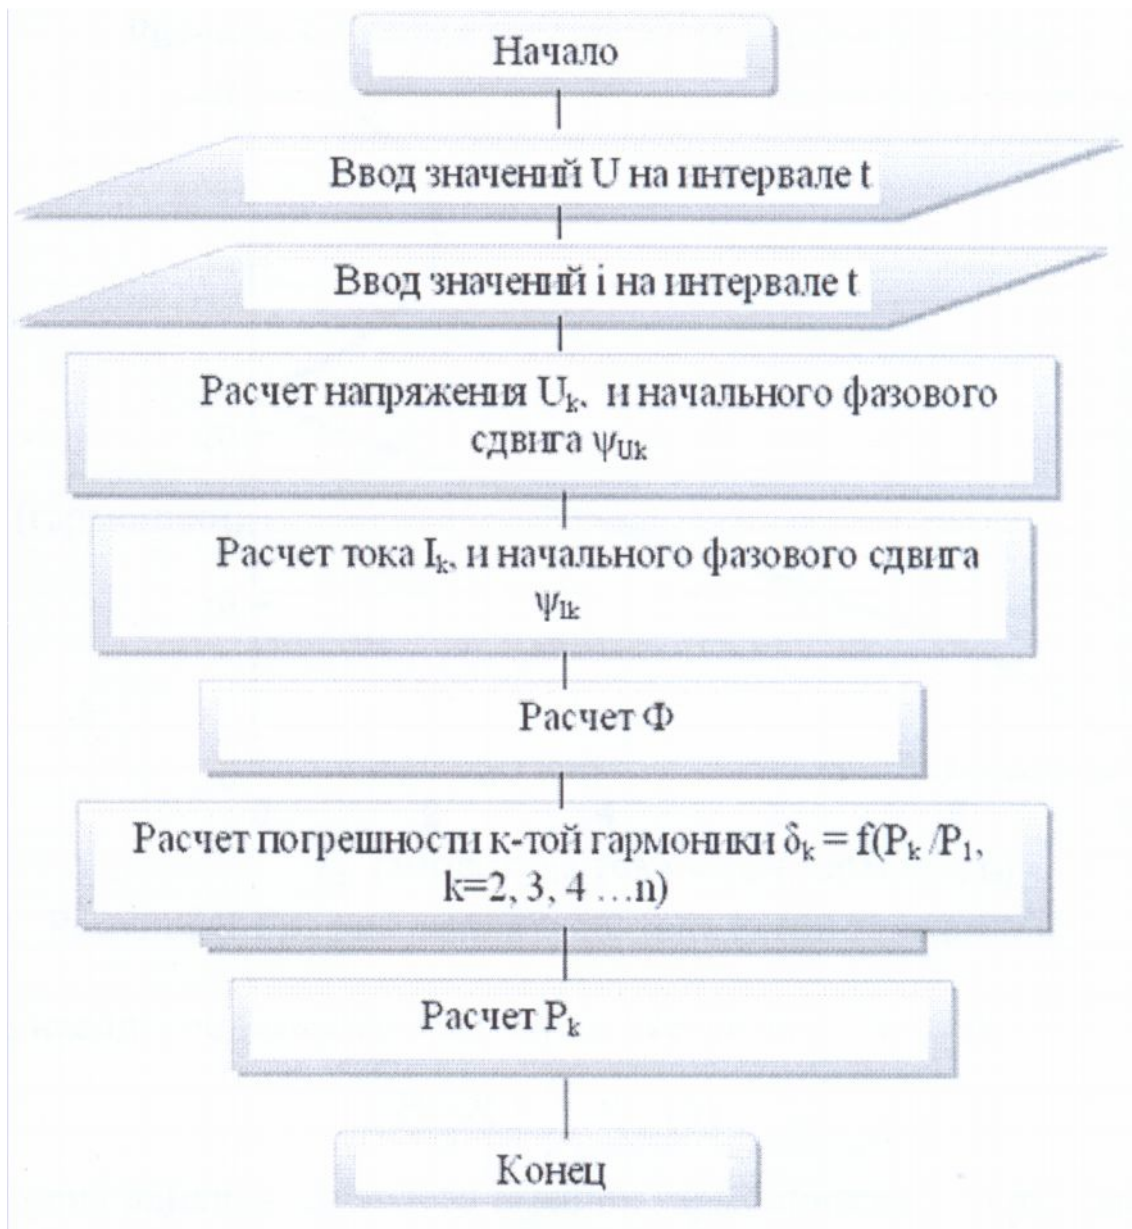 Начало
Ввод значений U на интервале t
Ввод значений i на интервале t
Расчет напряжения Uₖ, и начального фазового
сдвига ψUk
Расчет тока Iₖ, и начального фазового сдвига
ψIk
Расчет Ф
Расчет погрешности к-той гармоники δₖ = f(Pₖ /P₁,
k=2, 3, 4 …n)
Расчет Pₖ
Конец